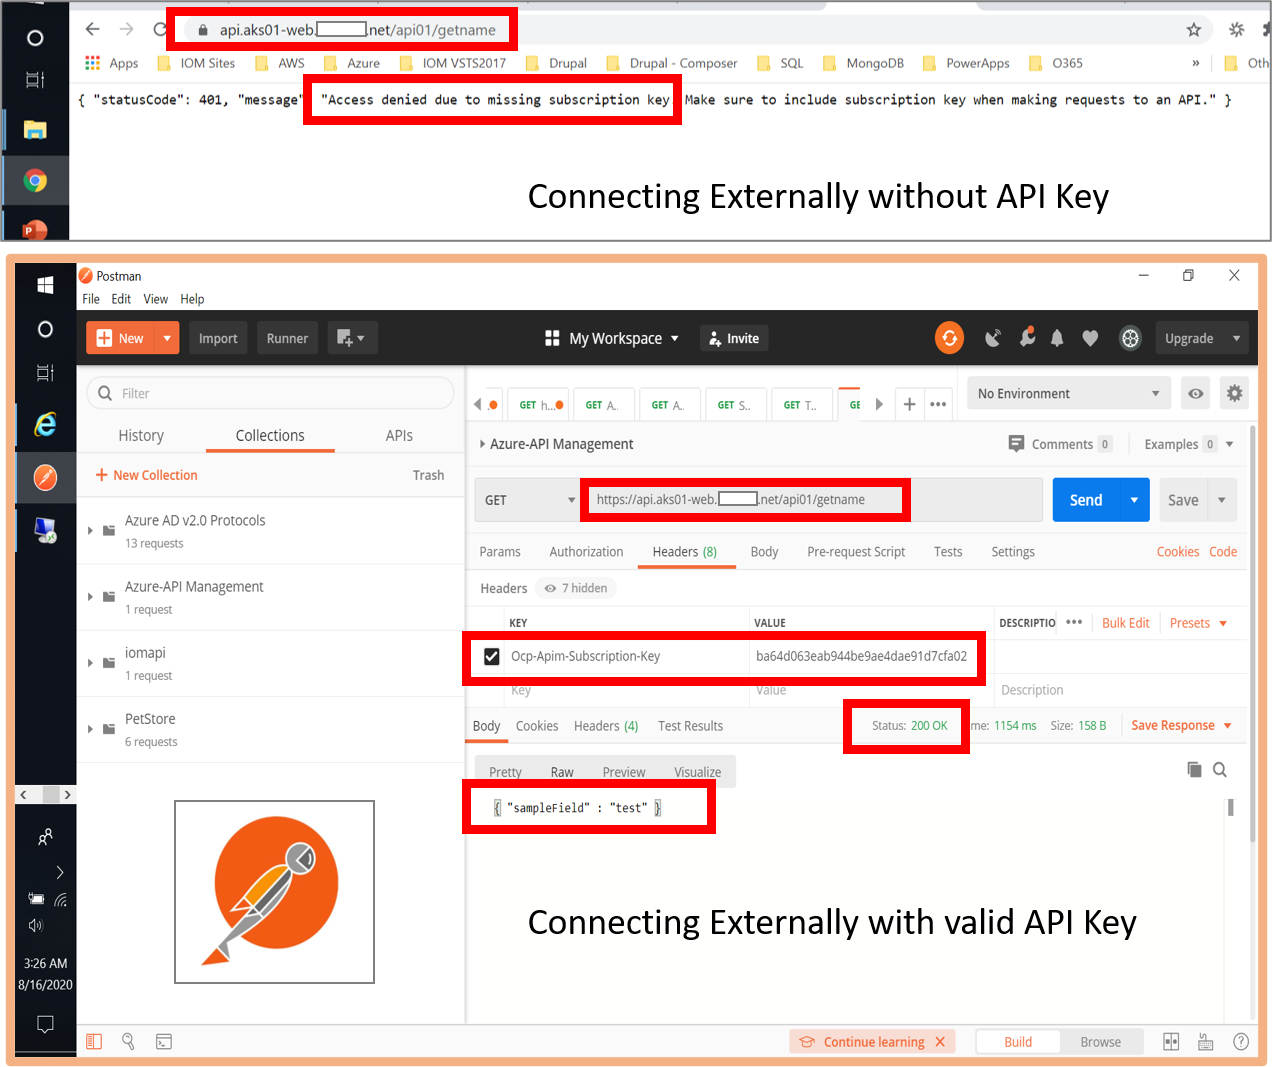 api.aks01-web. .net/api01/getname
Apps IOM Sites AWS Azure IOM VSTS2017 Drupal Drupal - Composer SQL MongoDB PowerApps O365 » Oth
{ "statusCode": 401, "message" "Access denied due to missing subscription key. Make sure to include subscription key when making requests to an API." }
Connecting Externally without API Key
Postman
File Edit View Help
New Import Runner My Workspace Invite Upgrade
Filter
GET h... GET A.. GET A.. GET S.. GET T.. GE No Environment
History Collections APIs
Azure-API Management Comments 0 Examples 0
+ New Collection Trash
GET https://api.aks01-web. .net/api01/getname Send Save
Azure AD v2.0 Protocols
13 requests
Params Authorization Headers (8) Body Pre-request Script Tests Settings Cookies Code
Azure-API Management
1 request
Headers 7 hidden
KEY VALUE DESCRIPTIO ••• Bulk Edit Presets
iomapi
1 request
Ocp-Apim-Subscription-Key ba64d063eab944be9ae4dae91d7cfa02
Key Value Description
PetStore
6 requests
Body Cookies Headers (4) Test Results Status: 200 OK me: 1154 ms Size: 158 B Save Response
Pretty Raw Preview Visualize
{ "sampleField" : "test" }
Connecting Externally with valid API Key
3:26 AM
8/16/2020
Continue learning X Build Browse